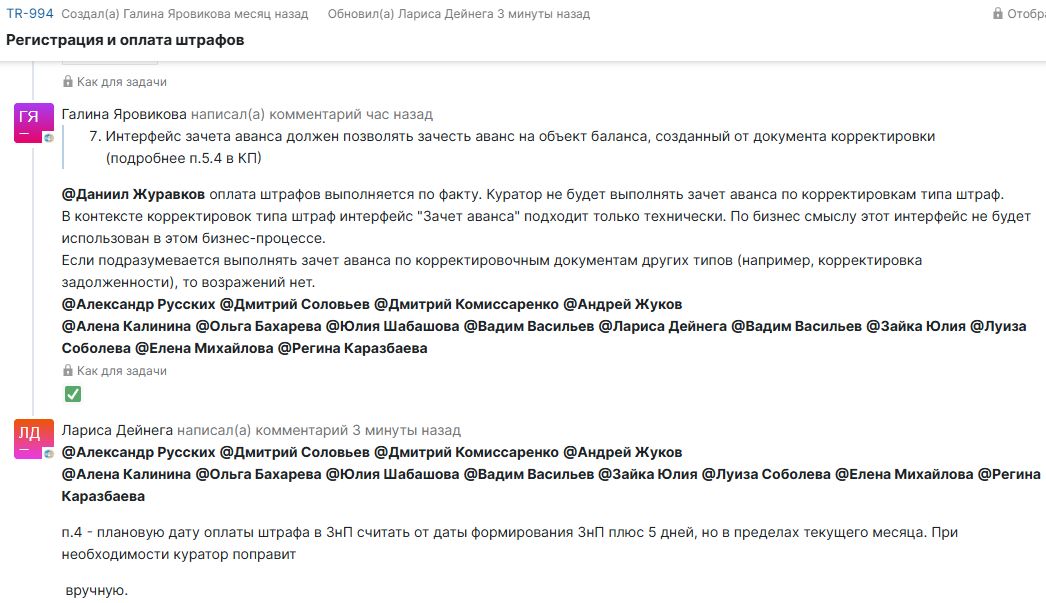 TR-994 Создал(а) Галина Яровикова месяц назад Обновил(а) Лариса Дейнега 3 минуты назад Отобра
Регистрация и оплата штрафов
Как для задачи
ГЯ
Галина Яровикова написал(а) комментарий час назад
7. Интерфейс зачета аванса должен позволять зачесть аванс на объект баланса, созданный от документа корректировки
(подробнее п.5.4 в КП)
@Даниил Журавков оплата штрафов выполняется по факту. Куратор не будет выполнять зачет аванса по корректировкам типа штраф.
В контексте корректировок типа штраф интерфейс "Зачет аванса" подходит только технически. По бизнес смыслу этот интерфейс не будет
использован в этом бизнес-процессе.
Если подразумевается выполнять зачет аванса по корректировочным документам других типов (например, корректировка
задолженности), то возражений нет.
@Александр Русских @Дмитрий Соловьев @Дмитрий Комиссаренко @Андрей Жуков
@Алена Калинина @Ольга Бахарева @Юлия Шабашова @Вадим Васильев @Лариса Дейнега @Вадим Васильев @Зайка Юлия @Луиза
Соболева @Елена Михайлова @Регина Каразбаева
Как для задачи
ЛД
Лариса Дейнега написал(а) комментарий 3 минуты назад
@Александр Русских @Дмитрий Соловьев @Дмитрий Комиссаренко @Андрей Жуков
@Алена Калинина @Ольга Бахарева @Юлия Шабашова @Вадим Васильев @Зайка Юлия @Луиза Соболева @Елена Михайлова @Регина
Каразбаева
п.4 - плановую дату оплаты штрафа в ЗнП считать от даты формирования ЗнП плюс 5 дней, но в пределах текущего месяца. При
необходимости куратор поправит
вручную.